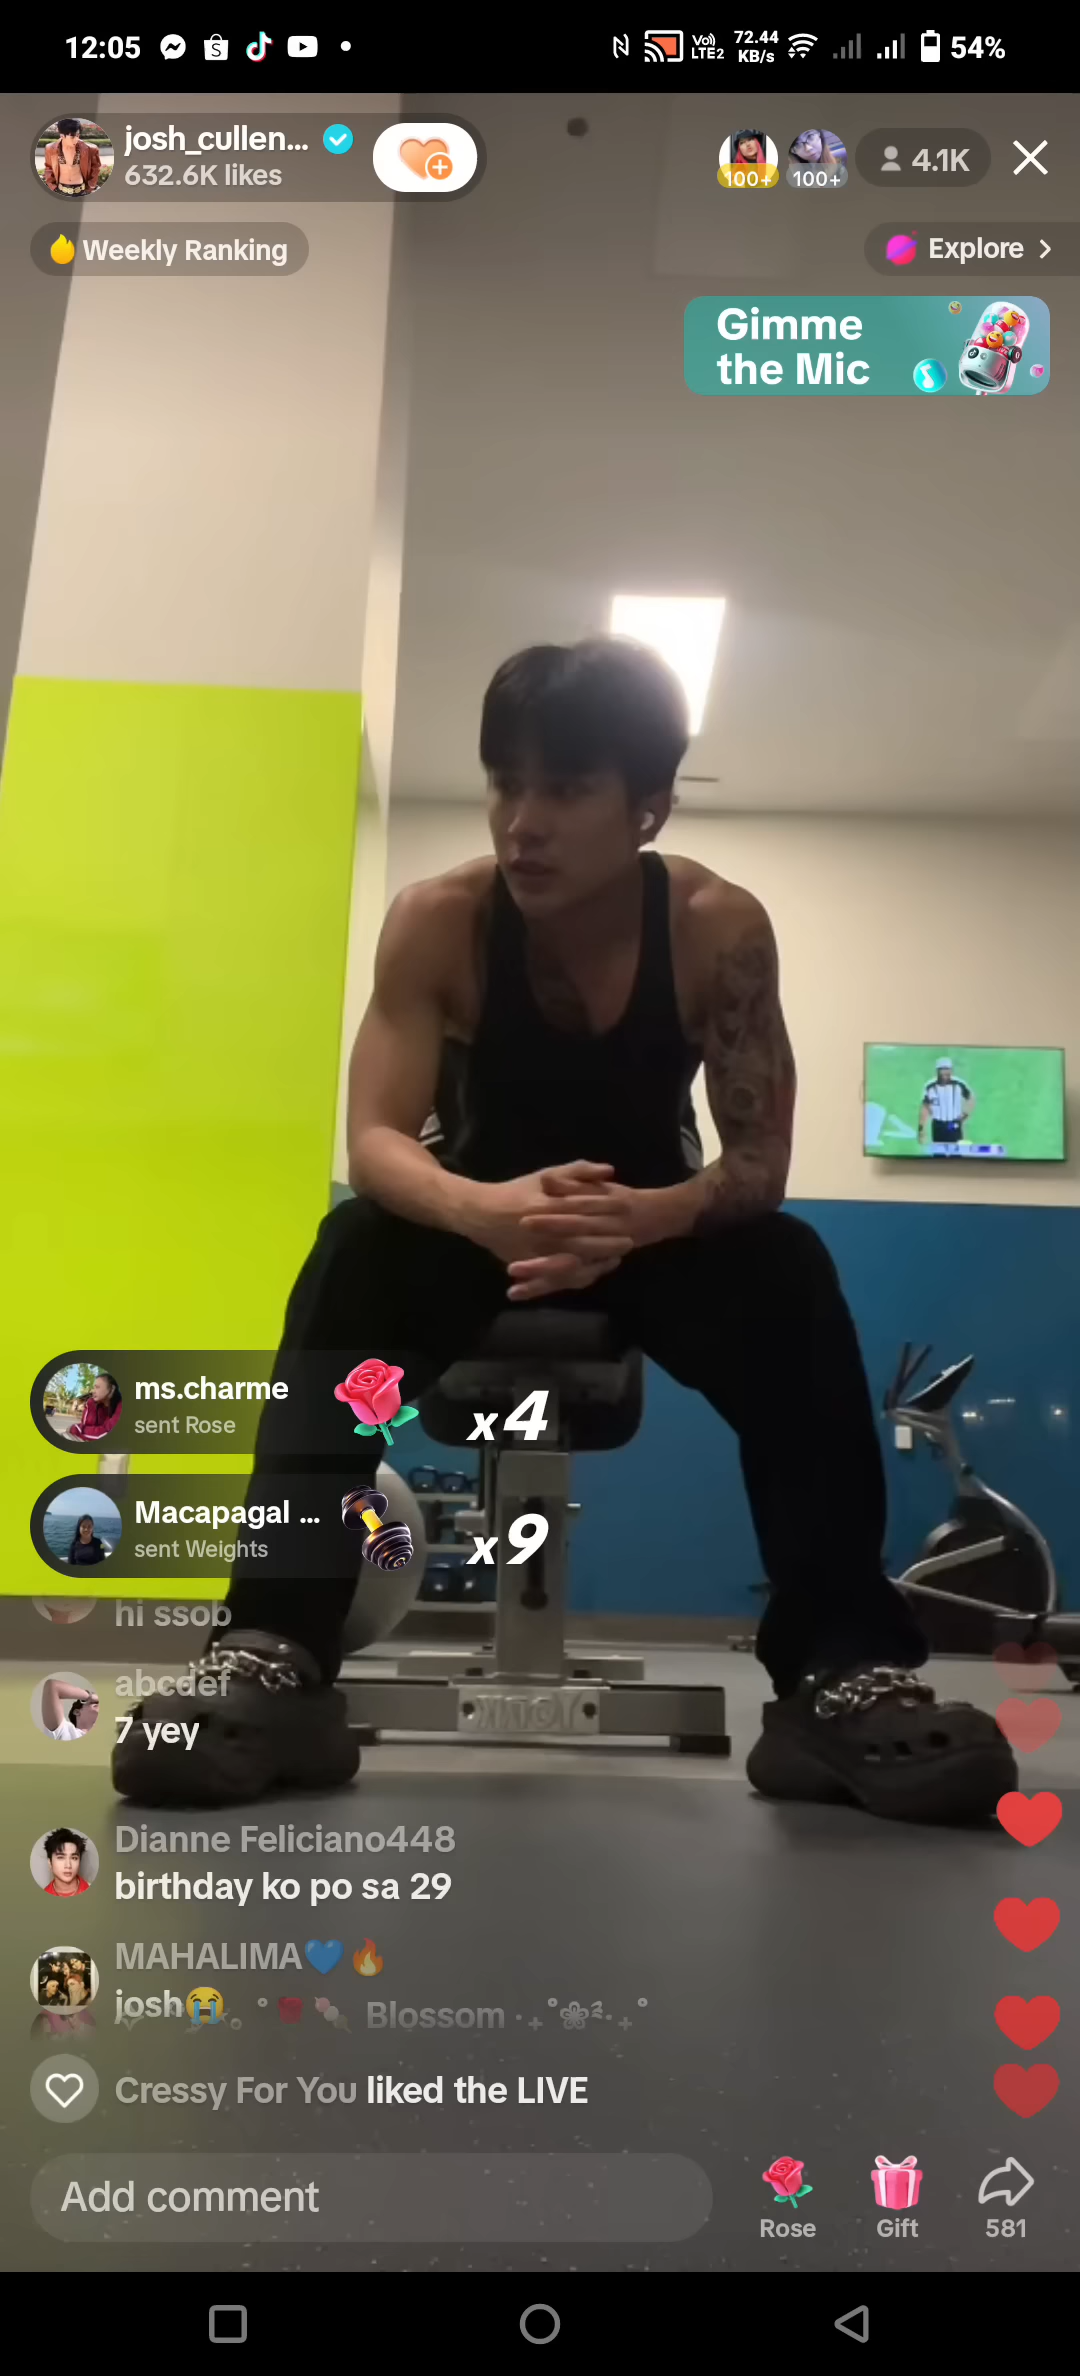 12:05
Vo))
LTE2
72.44
KB/s
54%
josh_cullen...
632.6K likes
100+
100+
4.1K
Weekly Ranking
Explore
Gimme
the Mic
ms.charme
sent Rose
x4
Macapagal ...
sent Weights
x9
hi ssob
abcdef
7 yey
Dianne Feliciano448
birthday ko po sa 29
MAHALIMA💙🔥
josh😭
Blossom
Cressy For You liked the LIVE
Add comment
Rose
Gift
581